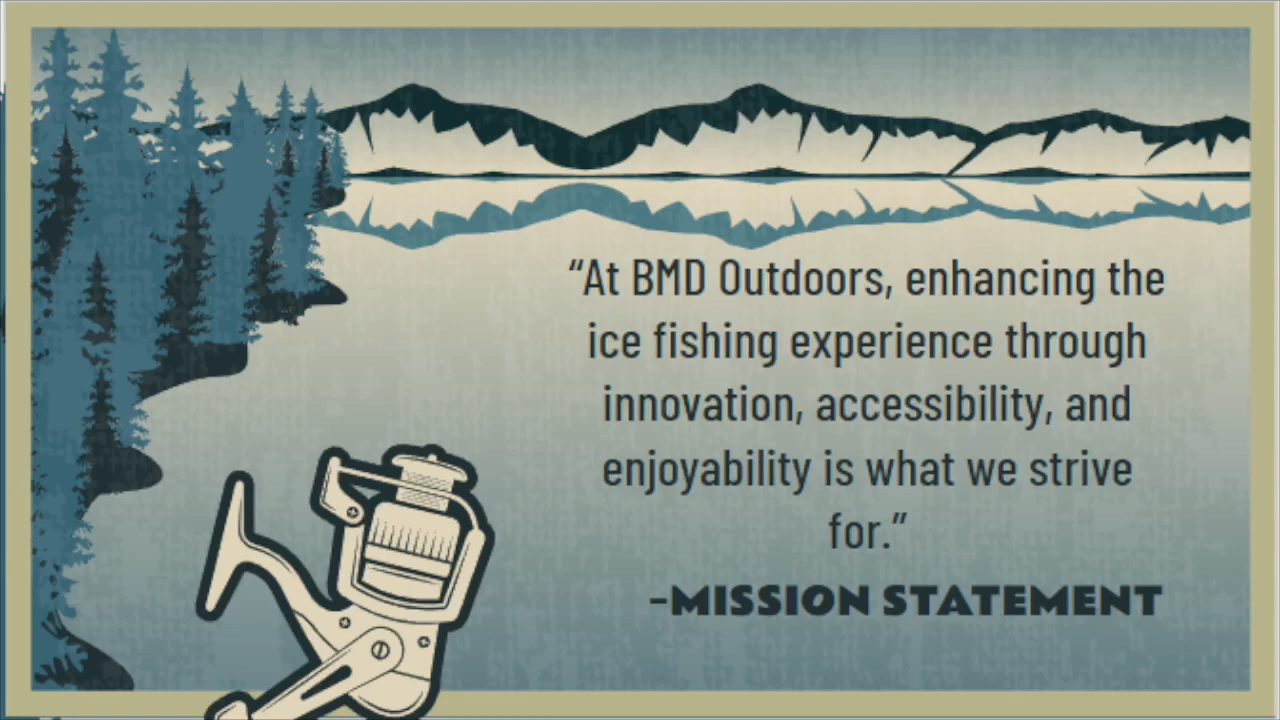 “At BMD Outdoors, enhancing the
ice fishing experience through
innovation, accessibility, and
enjoyability is what we strive
for.”
-MISSION STATEMENT